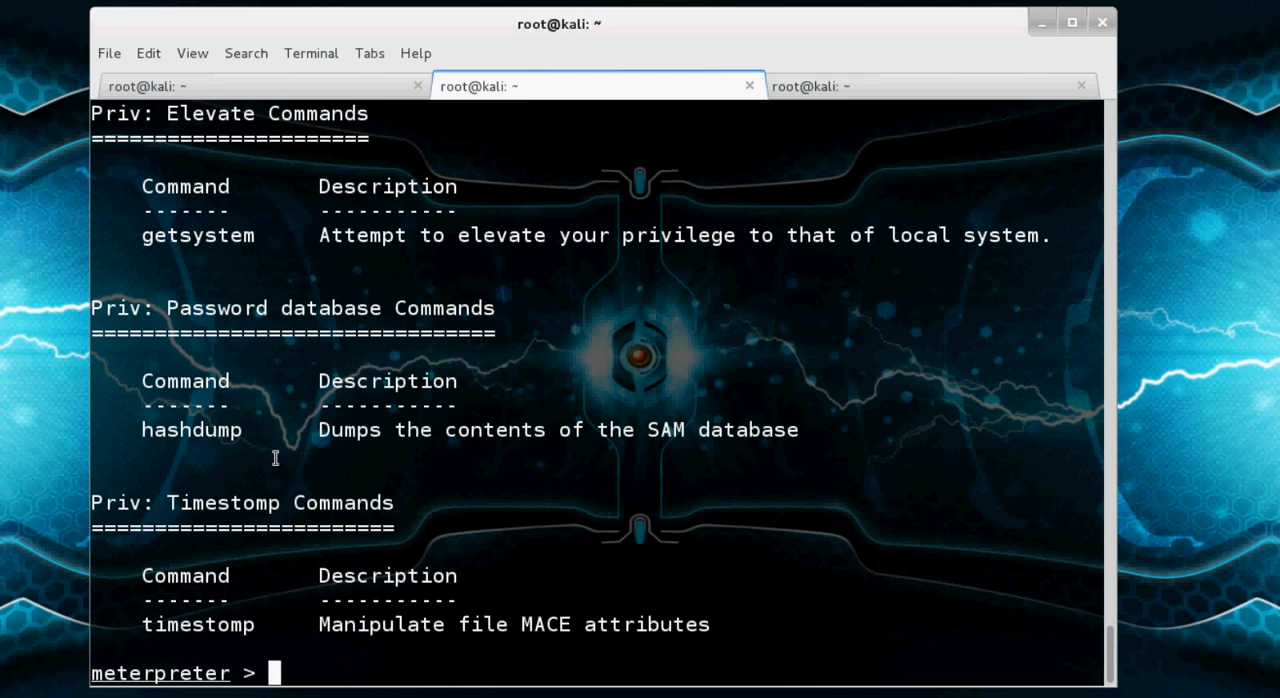 root@kali: ~
File Edit View Search Terminal Tabs Help
root@kali: ~ root@kali: ~ root@kali: ~
Priv: Elevate Commands
======================
Command Description
------- -----------
getsystem Attempt to elevate your privilege to that of local system.
Priv: Password database Commands
================================
Command Description
------- -----------
hashdump Dumps the contents of the SAM database
Priv: Timestomp Commands
========================
Command Description
------- -----------
timestomp Manipulate file MACE attributes
meterpreter >